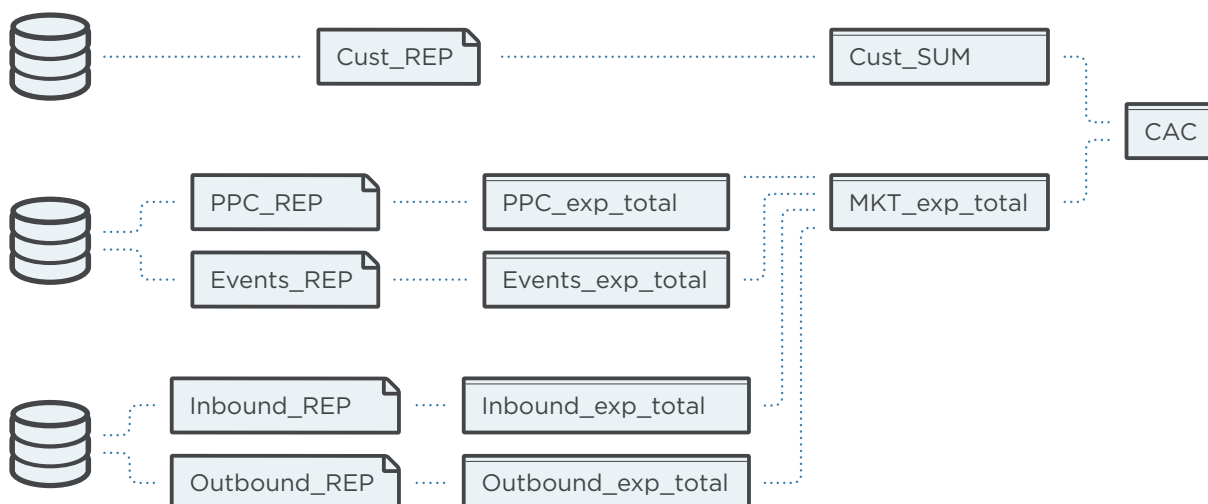 Cust_REP
Cust_SUM
CAC
PPC_REP
PPC_exp_total
MKT_exp_total
Events_REP
Events_exp_total
Inbound_REP
Inbound_exp_total
Outbound_REP
Outbound_exp_total